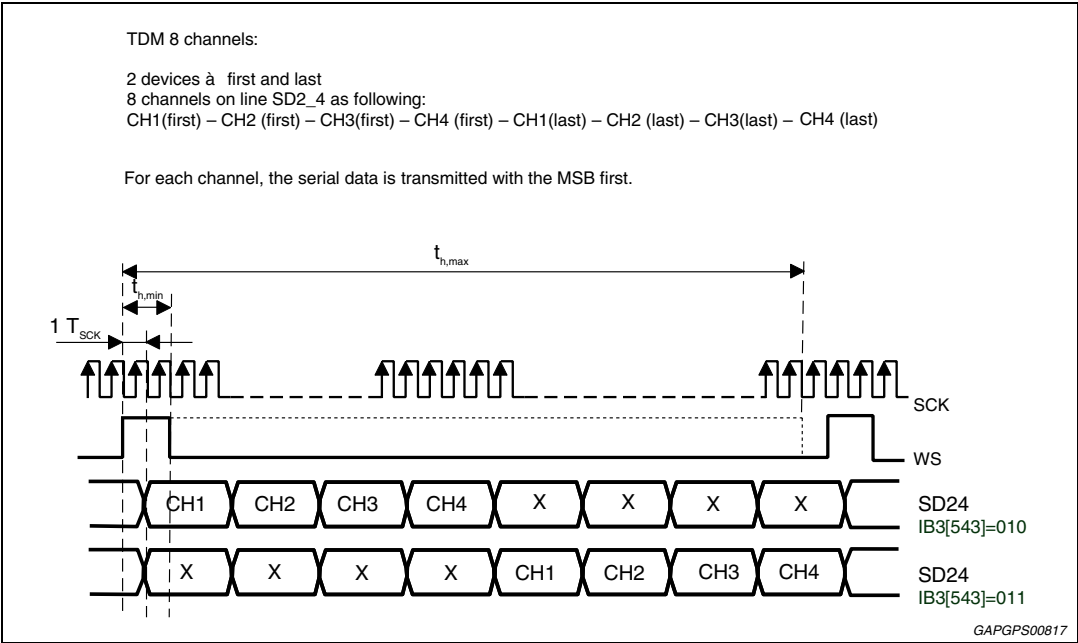 TDM 8 channels:
2 devices à first and last
8 channels on line SD2_4 as following:
CH1(first) – CH2 (first) – CH3(first) – CH4 (first) – CH1(last) – CH2 (last) – CH3(last) – CH4 (last)
For each channel, the serial data is transmitted with the MSB first.
th,max
th,min
1 TSCK
SCK
WS
CH1 CH2 CH3 CH4 X X X X SD24
IB3[543]=010
X X X X CH1 CH2 CH3 CH4 SD24
IB3[543]=011
GAPGPS00817